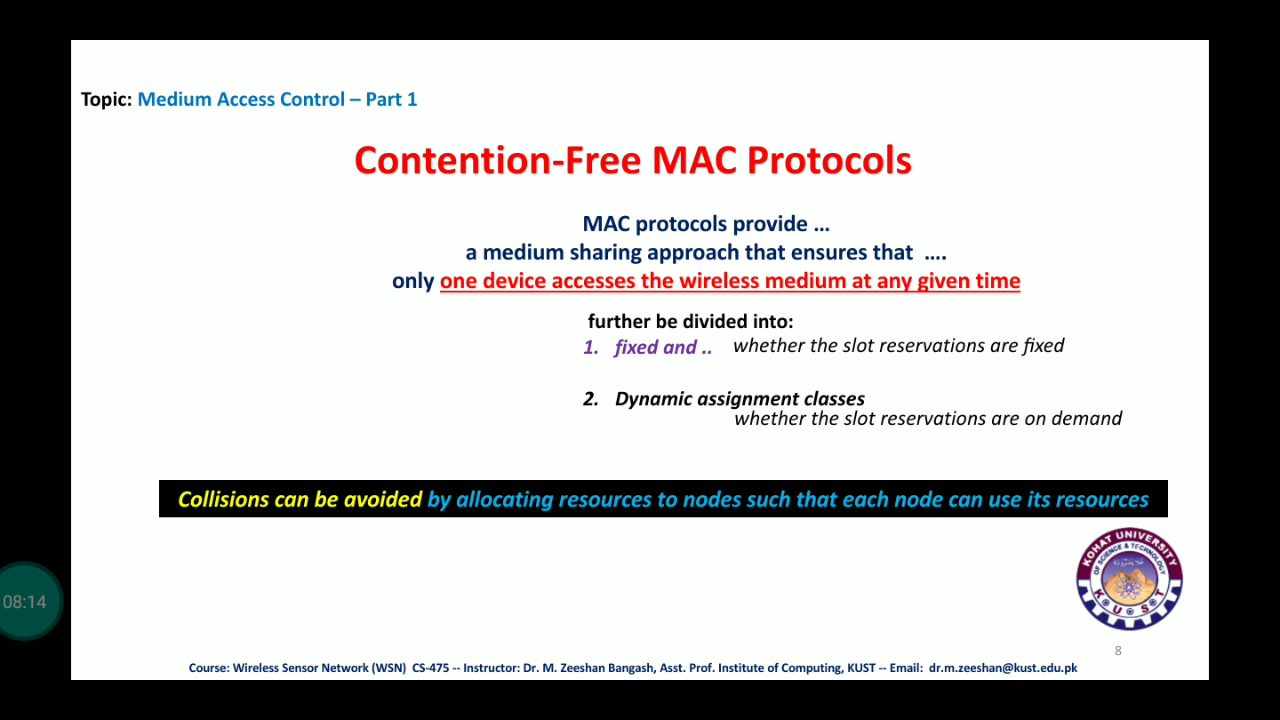 Topic: Medium Access Control – Part 1
Contention-Free MAC Protocols
MAC protocols provide …
a medium sharing approach that ensures that ….
only one device accesses the wireless medium at any given time
further be divided into:
1. fixed and .. whether the slot reservations are fixed
2. Dynamic assignment classes
whether the slot reservations are on demand
Collisions can be avoided by allocating resources to nodes such that each node can use its resources
KOHAT UNIVERSITY
OF SCIENCE & TECHNOLOGY
K U S T
08:14
8
Course: Wireless Sensor Network (WSN) CS-475 -- Instructor: Dr. M. Zeeshan Bangash, Asst. Prof. Institute of Computing, KUST -- Email: dr.m.zeeshan@kust.edu.pk